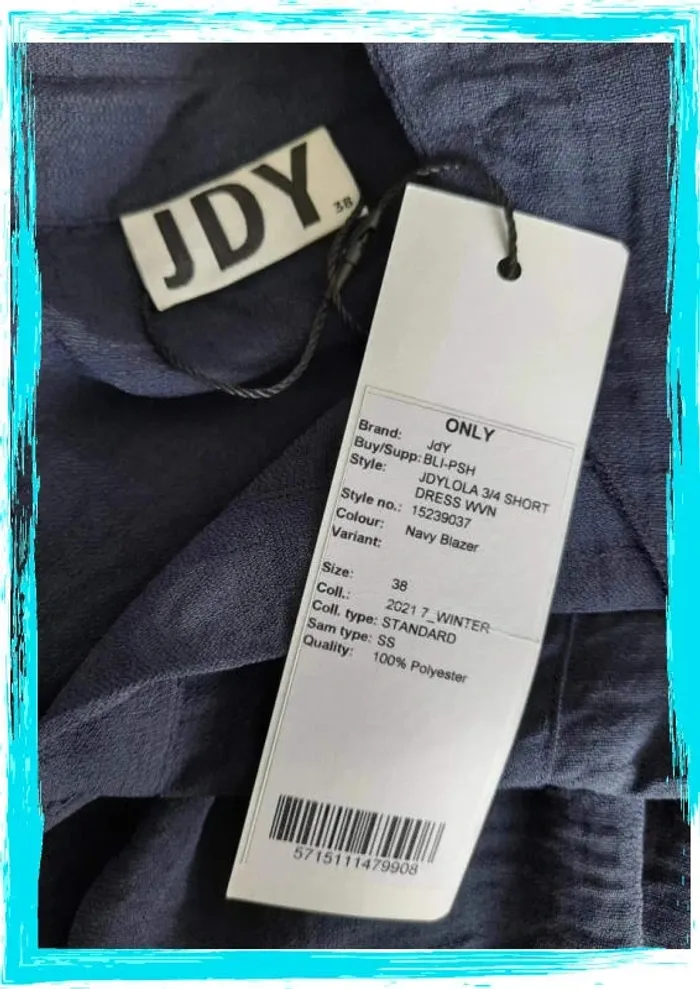 JDY
38
ONLY
Brand: JdY
Buy/Supp: BLI-PSH
Style: JDYLOLA 3/4 SHORT
DRESS WVN
Style no.: 15239037
Colour: Navy Blazer
Variant:
Size: 38
Coll.: 2021 7_WINTER
Coll. type: STANDARD
Sam type: SS
Quality: 100% Polyester
5715111479908